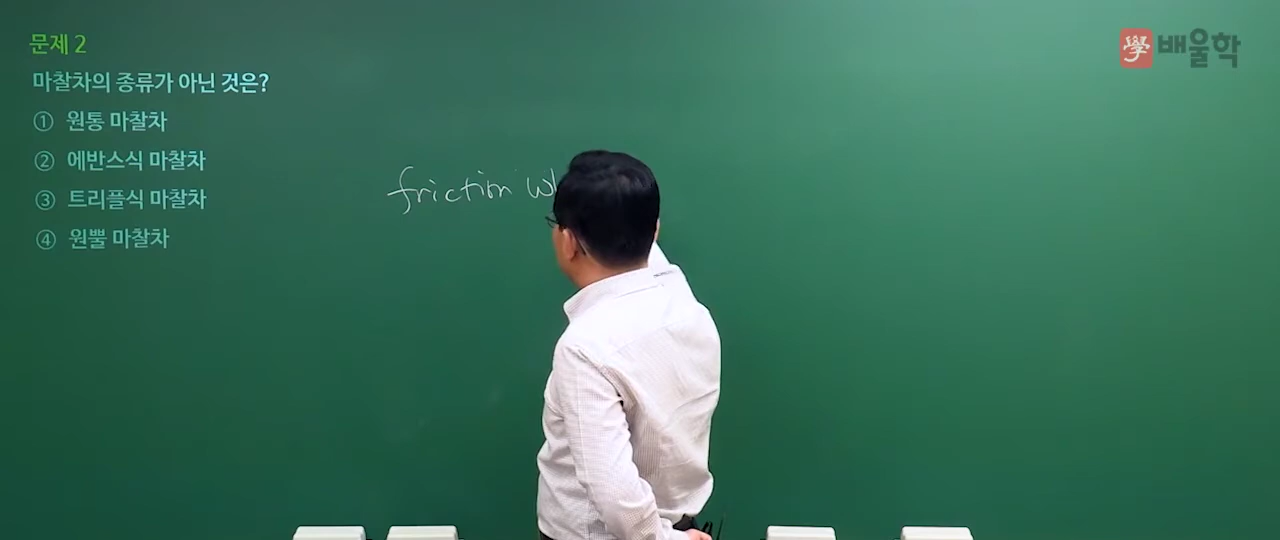 문제 2
學 배울학
마찰차의 종류가 아닌 것은?
① 원통 마찰차
② 에반스식 마찰차
③ 트리플식 마찰차
④ 원뿔 마찰차
friction